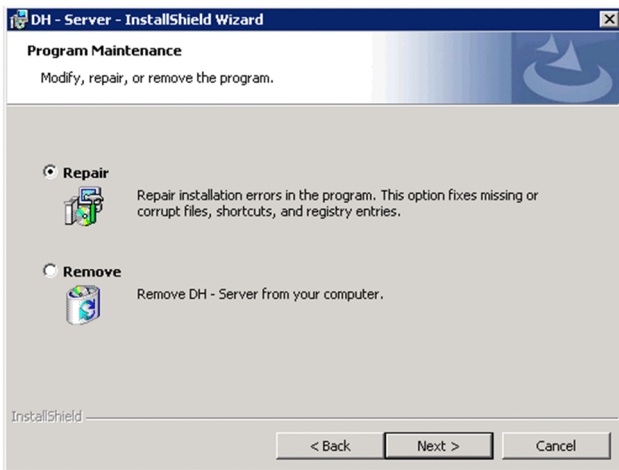 DH - Server - InstallShield Wizard
Program Maintenance
Modify, repair, or remove the program.
Repair
Repair installation errors in the program. This option fixes missing or
corrupt files, shortcuts, and registry entries.
Remove
Remove DH - Server from your computer.
InstallShield
< Back
Next >
Cancel